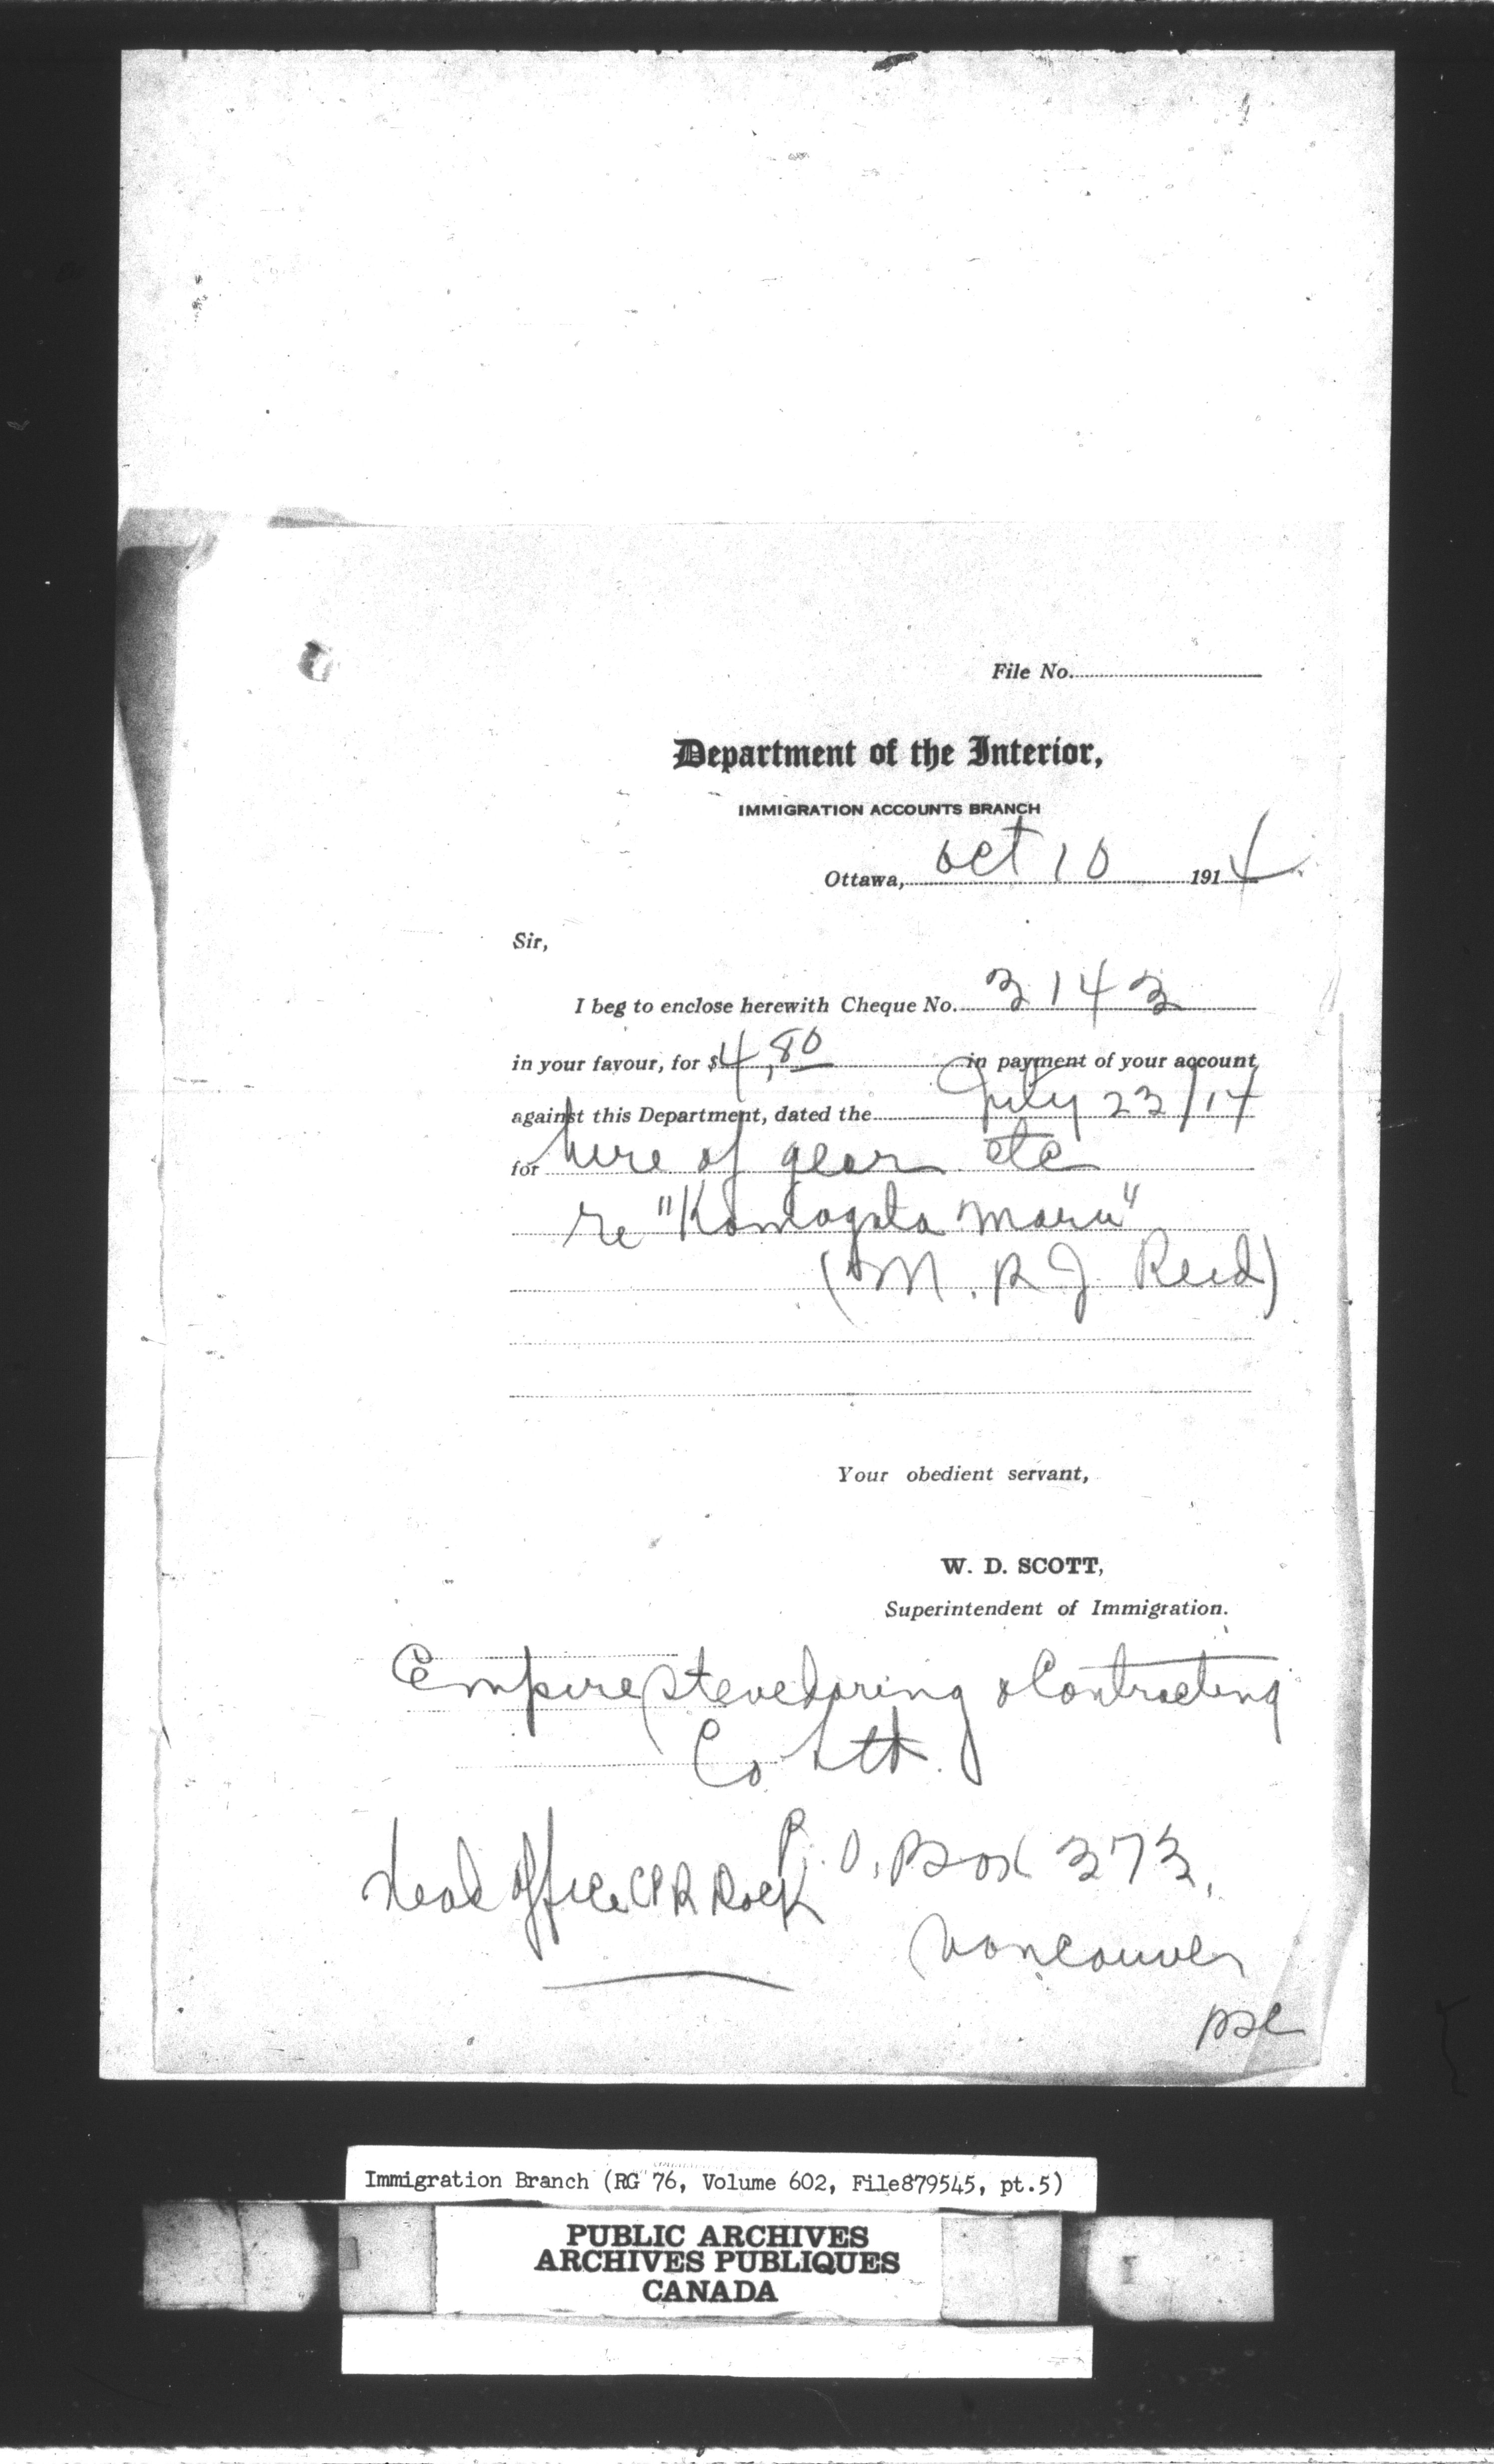 File No.
Department of the Interior,
IMMIGRATION ACCOUNTS BRANCH
Ottawa, Oct 10 1914
Sir,
I beg to enclose herewith Cheque No. 3143
in your favour, for $4.80 in payment of your account
against this Department, dated the July 23/14
for hire of gear etc
re "Komagata Maru"
(M. R J. Reid)
Your obedient servant,
W. D. SCOTT,
Superintendent of Immigration.
Empire Stevedoring & Contracting
Co Ltd.
P. O. Box 373,
Head Office CPR Dock
Vancouver
Immigration Branch (RG 76, Volume 602, File879545, pt.5)
PUBLIC ARCHIVES
ARCHIVES PUBLIQUES
CANADA